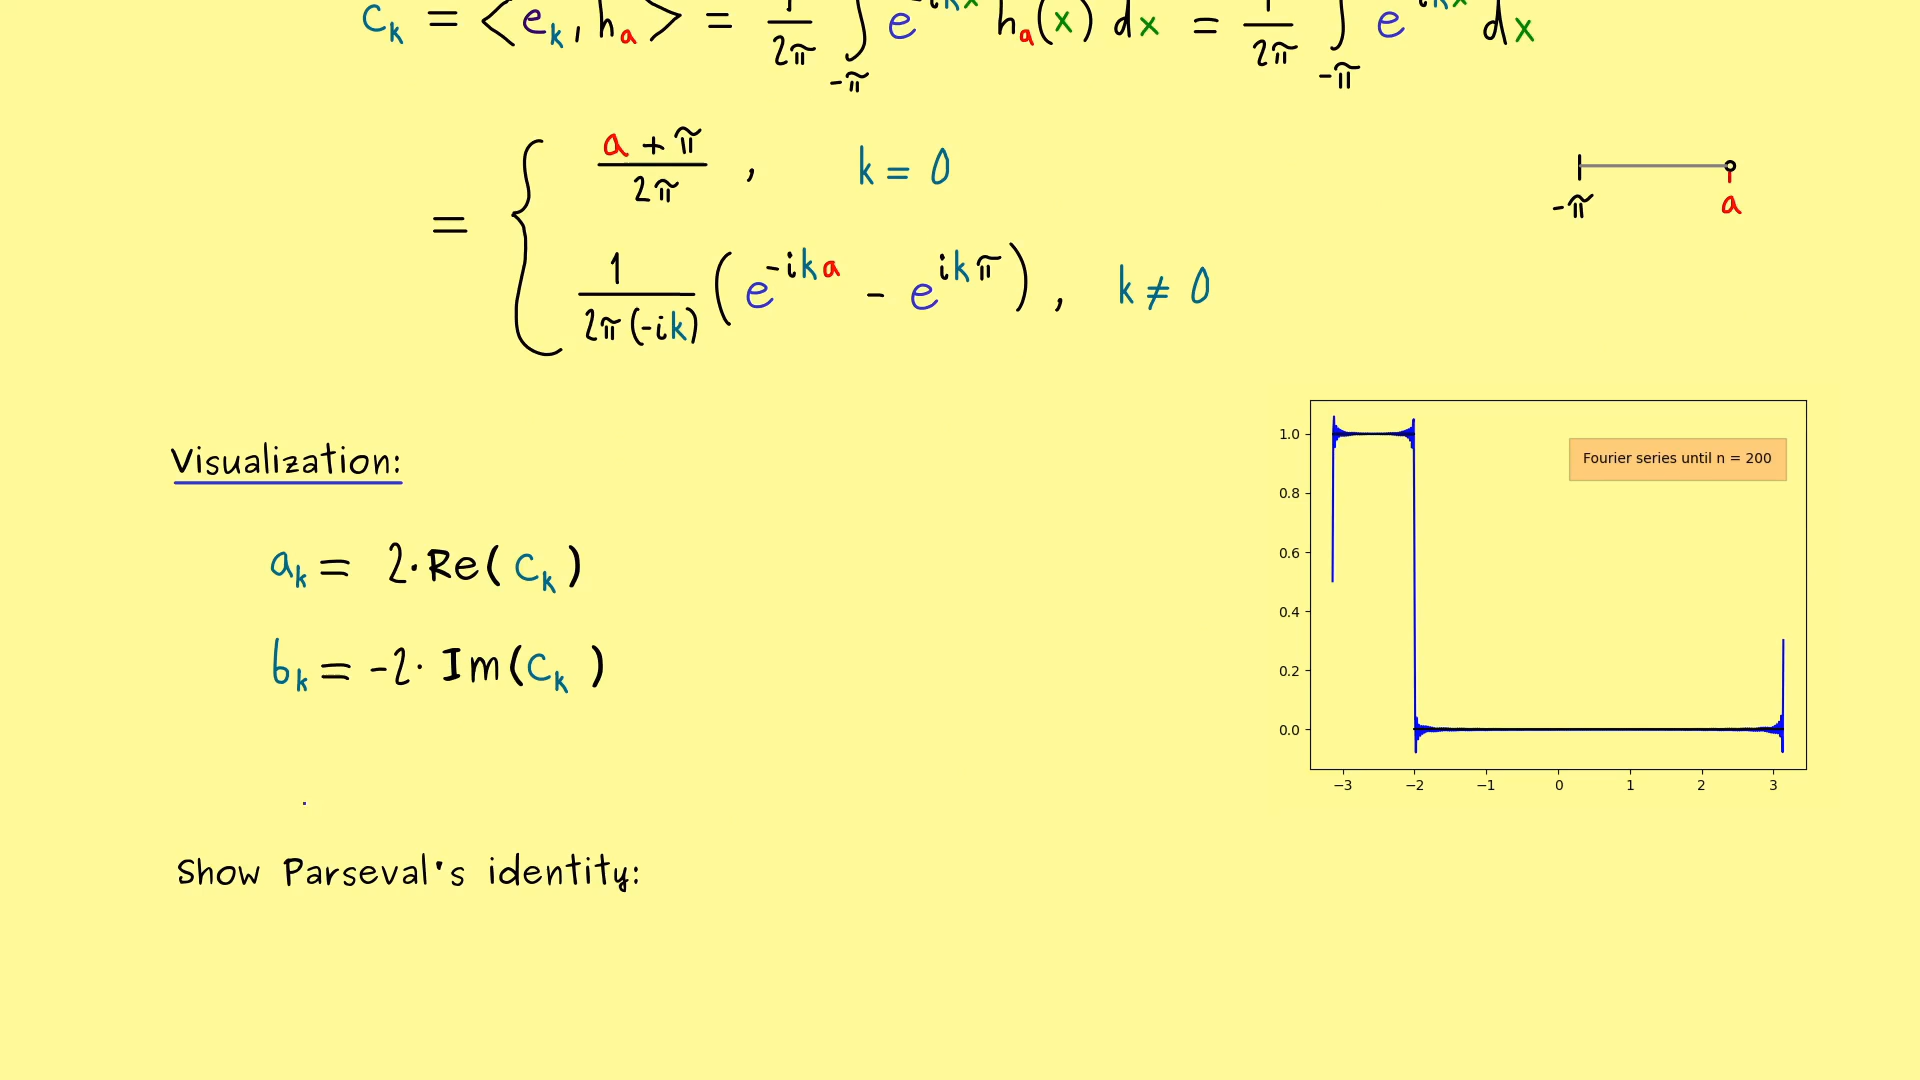 c_k = <e_k, h_a> = 1/2π ∫_{-π} e^{-ikx} h_a(x) dx = 1/2π ∫_{-π} e^{-ikx} dx
= { (a + π)/2π , k = 0
1/(2π(-ik)) (e^{-ika} - e^{ikπ}) , k ≠ 0
-π a
Visualization:
a_k = 2·Re(c_k)
b_k = -2·Im(c_k)
1.0
Fourier series until n = 200
0.8
0.6
0.4
0.2
0.0
−3 −2 −1 0 1 2 3
Show Parseval's identity: